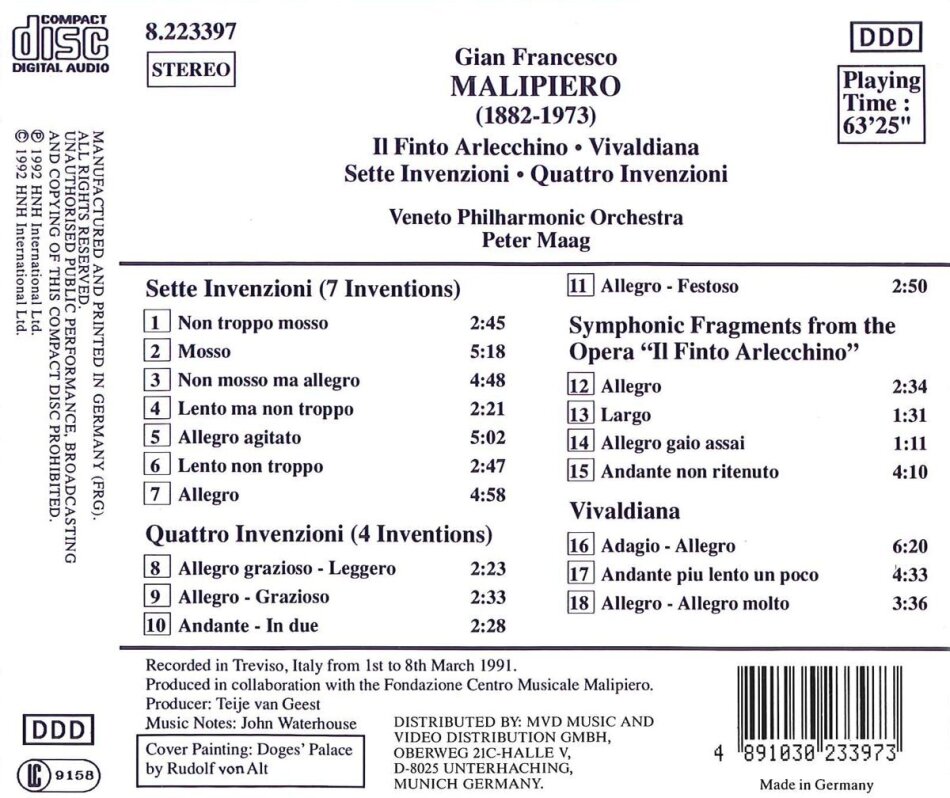 COMPACT
disc
DIGITAL AUDIO
8.223397
STEREO
Gian Francesco
MALIPIERO
(1882-1973)
Il Finto Arlecchino • Vivaldiana
Sette Invenzioni • Quattro Invenzioni
Veneto Philharmonic Orchestra
Peter Maag
DDD
Playing
Time :
63'25"
MANUFACTURED AND PRINTED IN GERMANY (FRG).
ALL RIGHTS RESERVED.
UNAUTHORISED PUBLIC PERFORMANCE, BROADCASTING
AND COPYING OF THIS COMPACT DISC PROHIBITED.
℗ 1992 HNH International Ltd.
© 1992 HNH International Ltd.
Sette Invenzioni (7 Inventions)
1 Non troppo mosso 2:45
2 Mosso 5:18
3 Non mosso ma allegro 4:48
4 Lento ma non troppo 2:21
5 Allegro agitato 5:02
6 Lento non troppo 2:47
7 Allegro 4:58
Quattro Invenzioni (4 Inventions)
8 Allegro grazioso - Leggero 2:23
9 Allegro - Grazioso 2:33
10 Andante - In due 2:28
11 Allegro - Festoso 2:50
Symphonic Fragments from the
Opera “Il Finto Arlecchino”
12 Allegro 2:34
13 Largo 1:31
14 Allegro gaio assai 1:11
15 Andante non ritenuto 4:10
Vivaldiana
16 Adagio - Allegro 6:20
17 Andante piu lento un poco 4:33
18 Allegro - Allegro molto 3:36
Recorded in Treviso, Italy from 1st to 8th March 1991.
Produced in collaboration with the Fondazione Centro Musicale Malipiero.
Producer: Teije van Geest
Music Notes: John Waterhouse
Cover Painting: Doges' Palace
by Rudolf von Alt
DISTRIBUTED BY: MVD MUSIC AND
VIDEO DISTRIBUTION GMBH,
OBERWEG 21C-HALLE V,
D-8025 UNTERHACHING,
MUNICH GERMANY.
DDD
LC 9158
4 891030 233973
Made in Germany